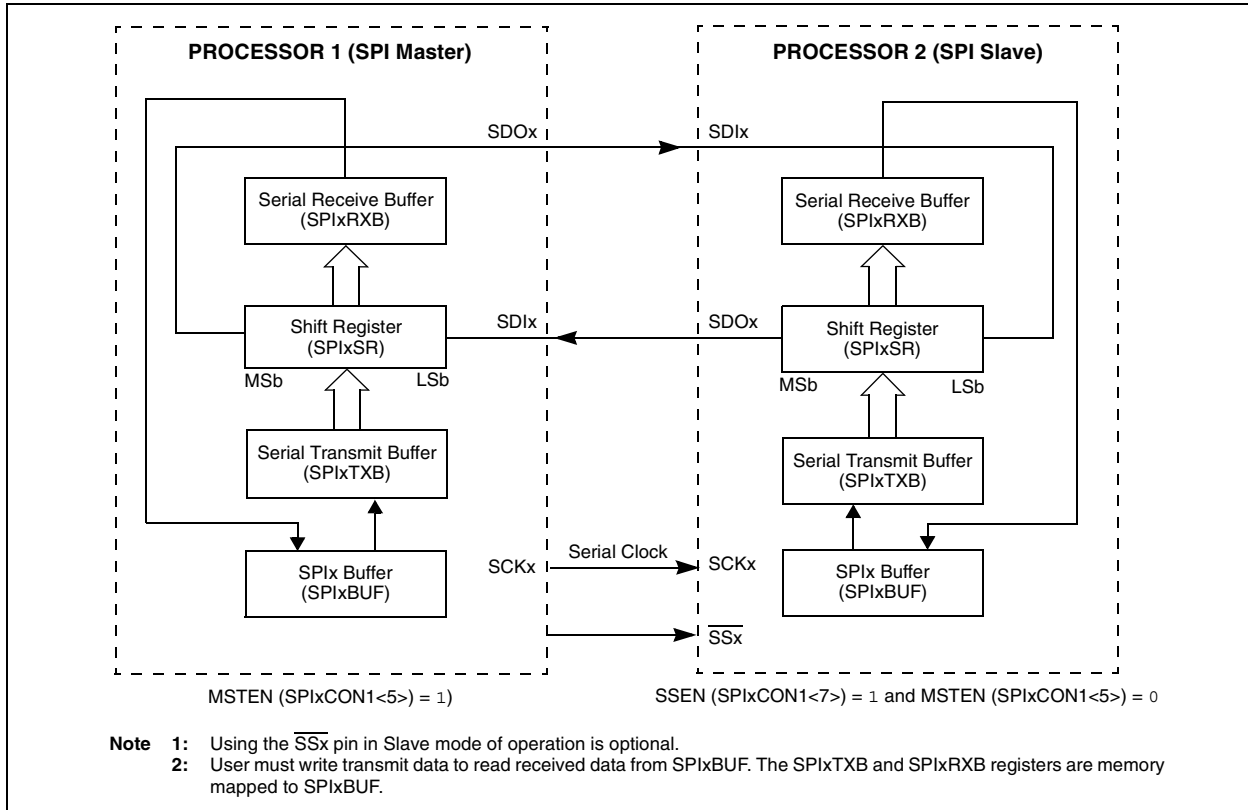 PROCESSOR 1 (SPI Master)
PROCESSOR 2 (SPI Slave)
SDOx
SDIx
Serial Receive Buffer
(SPIxRXB)
Serial Receive Buffer
(SPIxRXB)
Shift Register
(SPIxSR)
SDIx
SDOx
Shift Register
(SPIxSR)
MSb
LSb
MSb
LSb
Serial Transmit Buffer
(SPIxTXB)
Serial Transmit Buffer
(SPIxTXB)
SPIx Buffer
(SPIxBUF)
SCKx
Serial Clock
SCKx
SPIx Buffer
(SPIxBUF)
S̅S̅x̅
MSTEN (SPIxCON1<5>) = 1)
SSEN (SPIxCON1<7>) = 1 and MSTEN (SPIxCON1<5>) = 0
Note 1: Using the S̅S̅x̅ pin in Slave mode of operation is optional.
2: User must write transmit data to read received data from SPIxBUF. The SPIxTXB and SPIxRXB registers are memory
mapped to SPIxBUF.